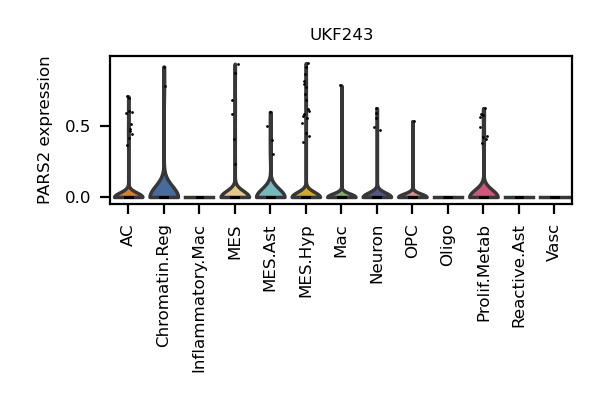 UKF243
PARS2 expression
0.5
0.0
AC
Chromatin.Reg
Inflammatory.Mac
MES
MES.Ast
MES.Hyp
Mac
Neuron
OPC
Oligo
Prolif.Metab
Reactive.Ast
Vasc